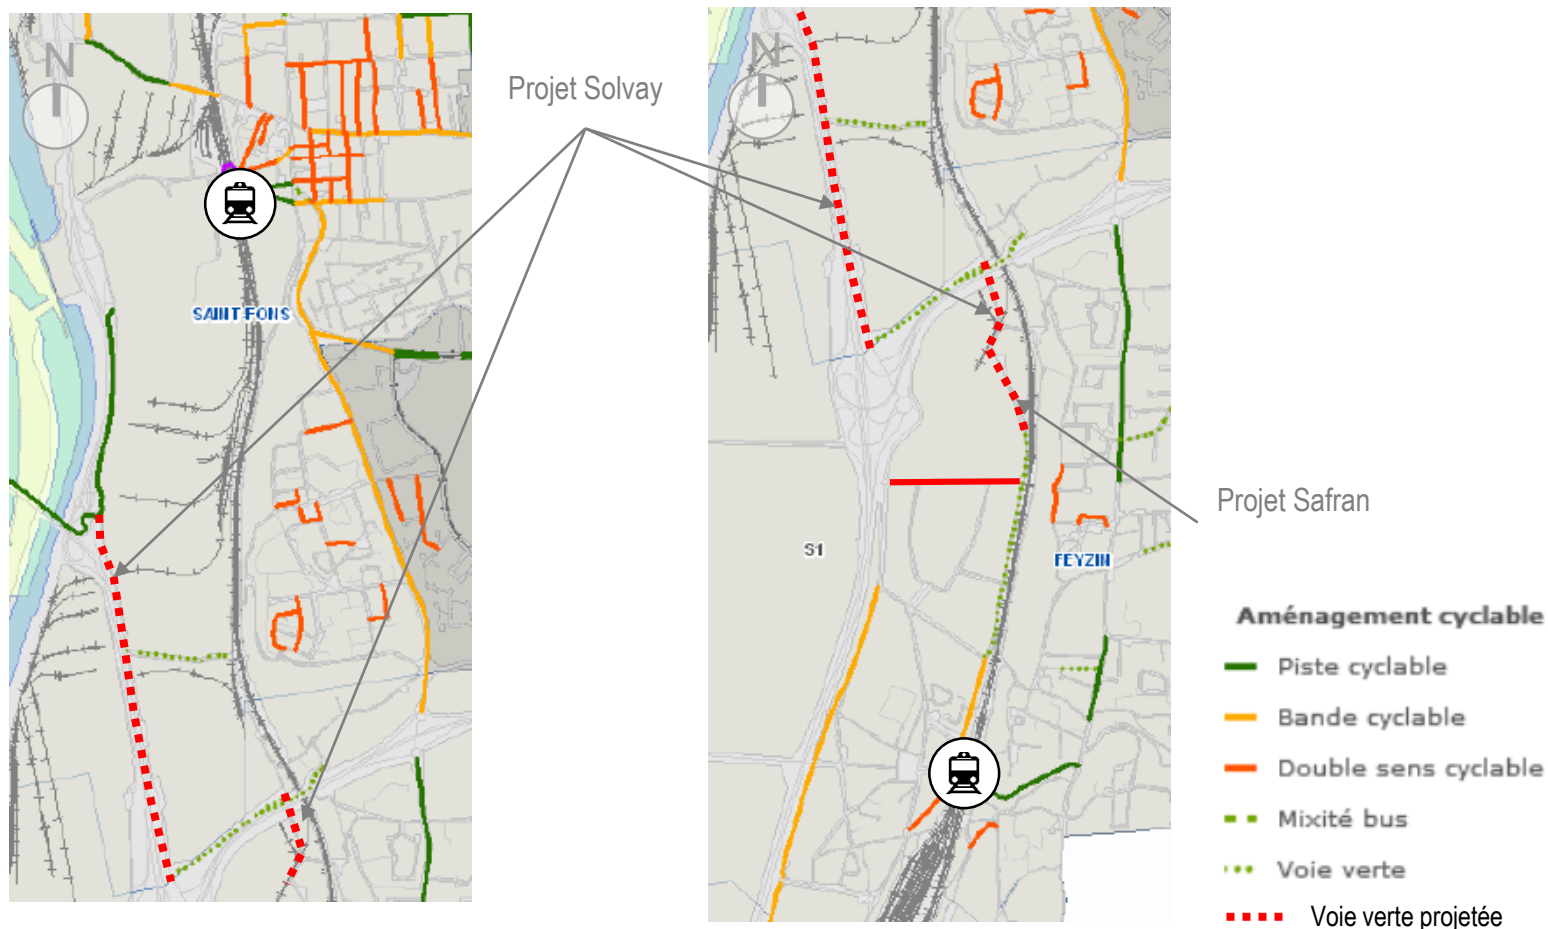 N
Projet Solvay
N
SAINT-FONS
Projet Safran
S1
FEYZIN
Aménagement cyclable
Piste cyclable
Bande cyclable
Double sens cyclable
Mixité bus
Voie verte
Voie verte projetée